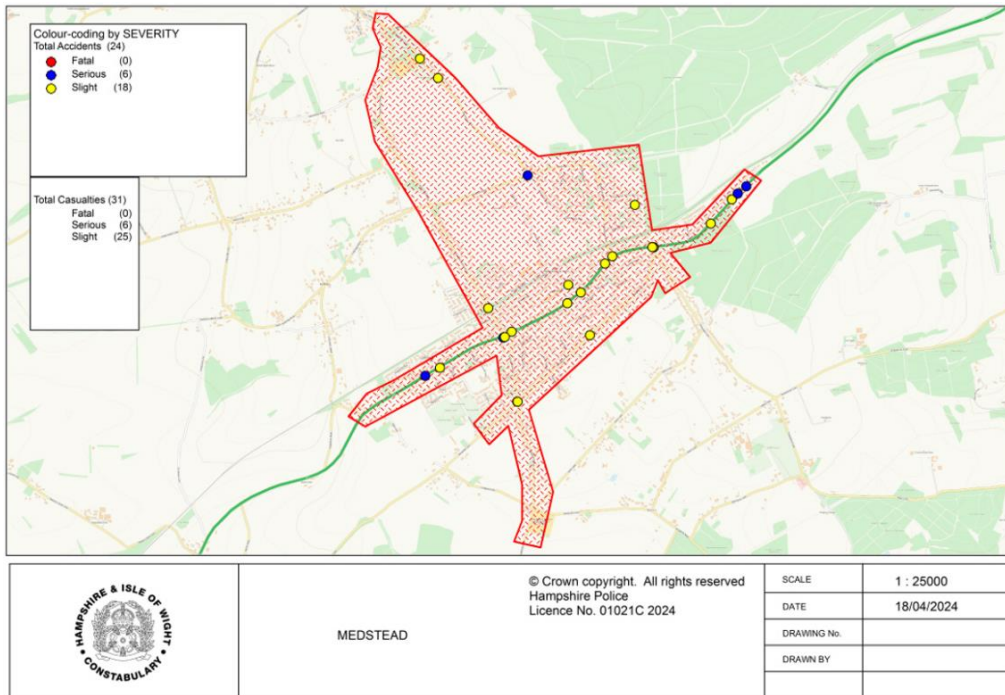 Colour-coding by SEVERITY
Total Accidents (24)
Fatal (0)
Serious (6)
Slight (18)
Total Casualties (31)
Fatal (0)
Serious (6)
Slight (25)
HAMPSHIRE & ISLE OF WIGHT
• CONSTABULARY •
MEDSTEAD
© Crown copyright. All rights reserved
Hampshire Police
Licence No. 01021C 2024
SCALE 1 : 25000
DATE 18/04/2024
DRAWING No.
DRAWN BY